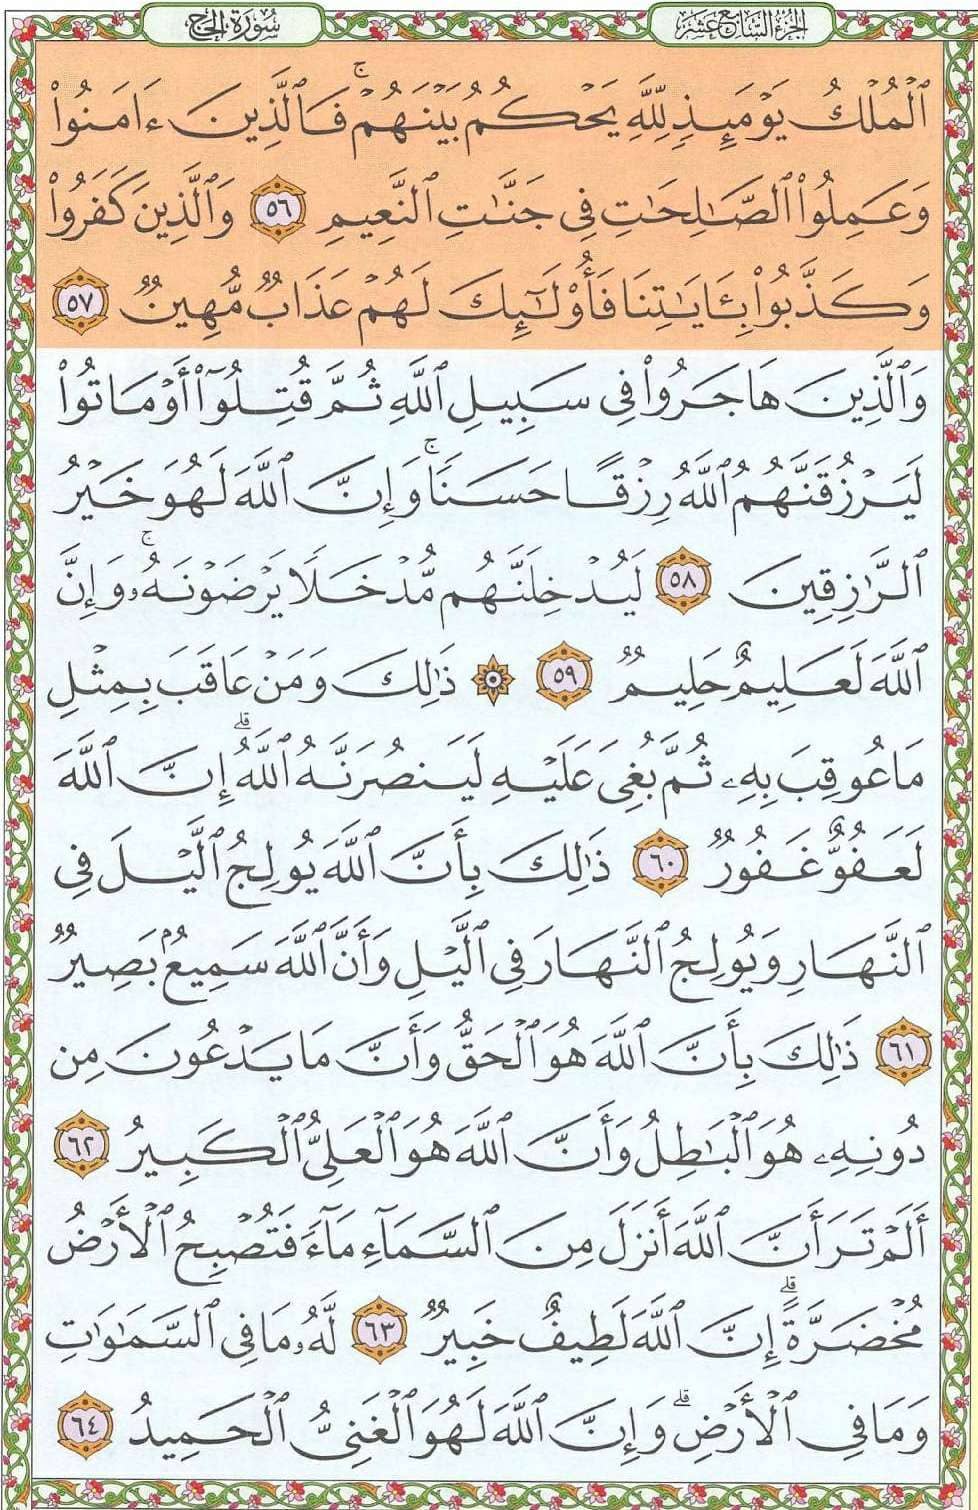 الجزء السابع عشر
سورة الحج
ٱلْمُلْكُ يَوْمَئِذٍ لِّلَّهِ يَحْكُمُ بَيْنَهُمْ ۚ فَٱلَّذِينَ ءَامَنُوا۟
وَعَمِلُوا۟ ٱلصَّـٰلِحَـٰتِ فِى جَنَّـٰتِ ٱلنَّعِيمِ ٥٦ وَٱلَّذِينَ كَفَرُوا۟
وَكَذَّبُوا۟ بِـَٔايَـٰتِنَا فَأُو۟لَـٰٓئِكَ لَهُمْ عَذَابٌ مُّهِينٌ ٥٧
وَٱلَّذِينَ هَاجَرُوا۟ فِى سَبِيلِ ٱللَّهِ ثُمَّ قُتِلُوٓا۟ أَوْ مَاتُوا۟
لَيَرْزُقَنَّهُمُ ٱللَّهُ رِزْقًا حَسَنًا ۚ وَإِنَّ ٱللَّهَ لَهُوَ خَيْرُ
ٱلرَّٰزِقِينَ ٥٨ لَيُدْخِلَنَّهُم مُّدْخَلًا يَرْضَوْنَهُۥ ۚ وَإِنَّ
ٱللَّهَ لَعَلِيمٌ حَلِيمٌ ٥٩ ۞ ذَٰلِكَ وَمَنْ عَاقَبَ بِمِثْلِ
مَا عُوقِبَ بِهِۦ ثُمَّ بُغِىَ عَلَيْهِ لَيَنصُرَنَّهُ ٱللَّهُ ۗ إِنَّ ٱللَّهَ
لَعَفُوٌّ غَفُورٌ ٦٠ ذَٰلِكَ بِأَنَّ ٱللَّهَ يُولِجُ ٱلَّيْلَ فِى
ٱلنَّهَارِ وَيُولِجُ ٱلنَّهَارَ فِى ٱلَّيْلِ وَأَنَّ ٱللَّهَ سَمِيعٌۢ بَصِيرٌ
٦١ ذَٰلِكَ بِأَنَّ ٱللَّهَ هُوَ ٱلْحَقُّ وَأَنَّ مَا يَدْعُونَ مِن
دُونِهِۦ هُوَ ٱلْبَـٰطِلُ وَأَنَّ ٱللَّهَ هُوَ ٱلْعَلِىُّ ٱلْكَبِيرُ ٦٢
أَلَمْ تَرَ أَنَّ ٱللَّهَ أَنزَلَ مِنَ ٱلسَّمَآءِ مَآءً فَتُصْبِحُ ٱلْأَرْضُ
مُخْضَرَّةً ۗ إِنَّ ٱللَّهَ لَطِيفٌ خَبِيرٌ ٦٣ لَّهُۥ مَا فِى ٱلسَّمَـٰوَٰتِ
وَمَا فِى ٱلْأَرْضِ ۗ وَإِنَّ ٱللَّهَ لَهُوَ ٱلْغَنِىُّ ٱلْحَمِيدُ ٦٤